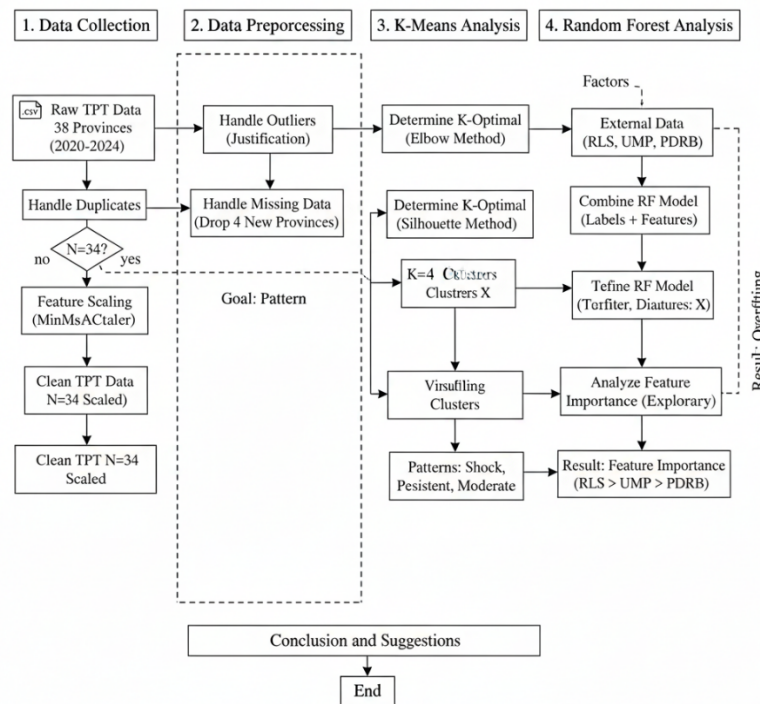 1. Data Collection
2. Data Preporcessing
3. K-Means Analysis
4. Random Forest Analysis
.csv Raw TPT Data
38 Provinces
(2020-2024)
Handle Duplicates
N=34?
no
yes
Feature Scaling
(MinMsACtaler)
Clean TPT Data
N=34 Scaled)
Clean TPT N=34
Scaled
Handle Outliers
(Justification)
Handle Missing Data
(Drop 4 New Provinces)
Goal: Pattern
Determine K-Optimal
(Elbow Method)
Determine K-Optimal
(Silhouette Method)
K=4
Clustrers X
Virsufiling
Clusters
Patterns: Shock,
Pesistent, Moderate
Factors
External Data
(RLS, UMP, PDRB)
Combine RF Model
(Labels + Features)
Tefine RF Model
(Torfiter, Diatures: X)
Analyze Feature
Importance (Explorary)
Result: Feature Importance
(RLS > UMP > PDRB)
Result: Overfitting
Conclusion and Suggestions
End